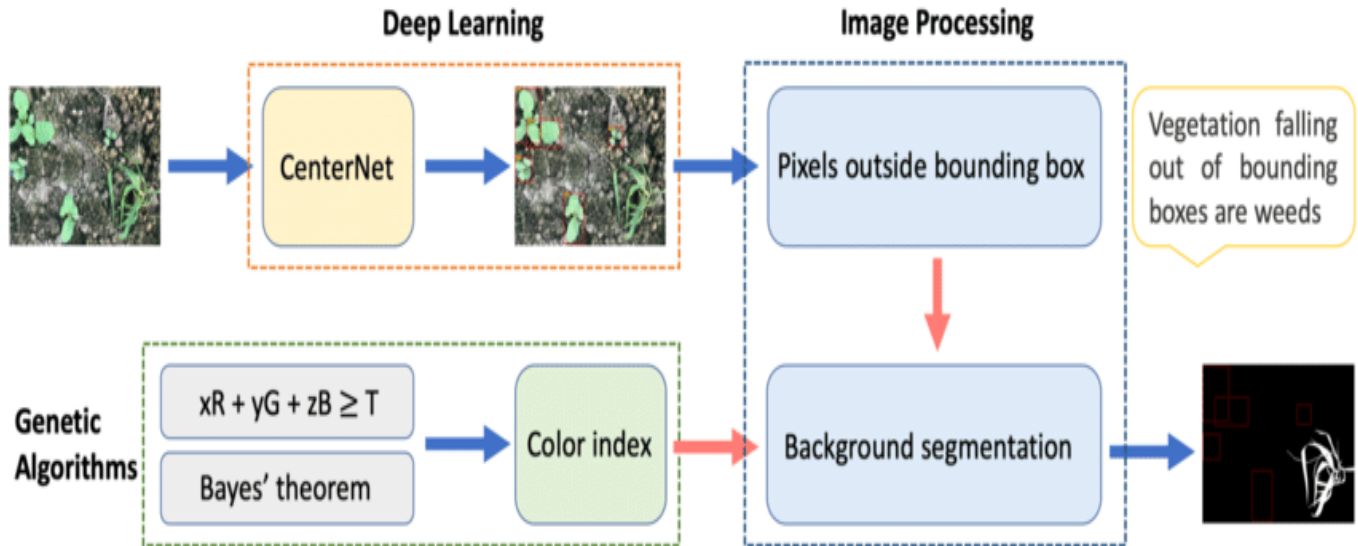 Deep Learning
Image Processing
CenterNet
Pixels outside bounding box
Vegetation falling
out of bounding
boxes are weeds
Genetic
Algorithms
xR + yG + zB ≥ T
Bayes’ theorem
Color index
Background segmentation